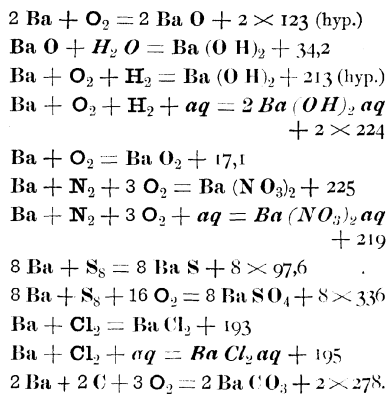 2 Ba + O₂ = 2 Ba O + 2 × 123 (hyp.)
Ba O + H₂ O = Ba (O H)₂ + 34,2
Ba + O₂ + H₂ = Ba (O H)₂ + 213 (hyp.)
Ba + O₂ + H₂ + aq = 2 Ba (OH)₂ aq
+ 2 × 224
Ba + O₂ = Ba O₂ + 17,1
Ba + N₂ + 3 O₂ = Ba (N O₃)₂ + 225
Ba + N₂ + 3 O₂ + aq = Ba (NO₃)₂ aq
+ 219
8 Ba + S₈ = 8 Ba S + 8 × 97,6
8 Ba + S₈ + 16 O₂ = 8 Ba SO₄ + 8 × 336
Ba + Cl₂ = Ba Cl₂ + 193
Ba + Cl₂ + aq = Ba Cl₂ aq + 195
2 Ba + 2 C + 3 O₂ = 2 Ba C O₃ + 2 × 278.